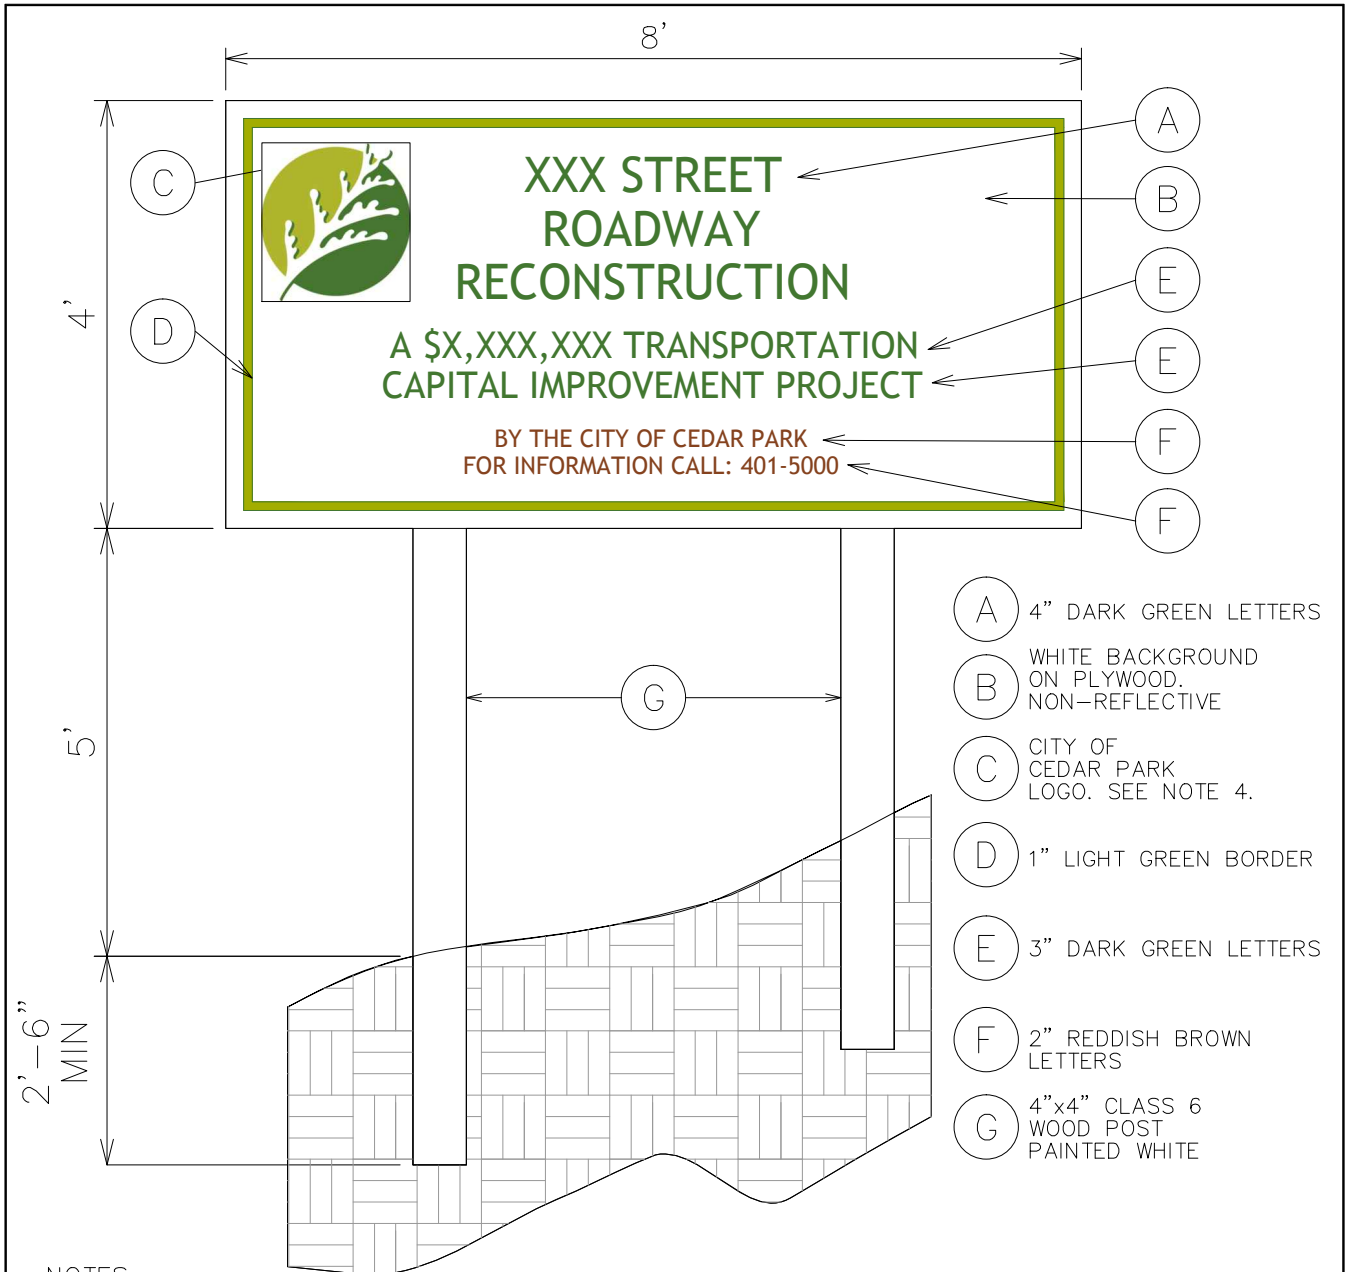 8'
A
C
XXX STREET
B
ROADWAY
E
RECONSTRUCTION
4'
D
A $X,XXX,XXX TRANSPORTATION
E
CAPITAL IMPROVEMENT PROJECT
BY THE CITY OF CEDAR PARK
F
FOR INFORMATION CALL: 401-5000
F
A 4" DARK GREEN LETTERS
B WHITE BACKGROUND
ON PLYWOOD.
NON-REFLECTIVE
G
5'
C CITY OF
CEDAR PARK
LOGO. SEE NOTE 4.
D 1" LIGHT GREEN BORDER
E 3" DARK GREEN LETTERS
2'-6"
MIN
F 2" REDDISH BROWN
LETTERS
G 4"x4" CLASS 6
WOOD POST
PAINTED WHITE
NOTES